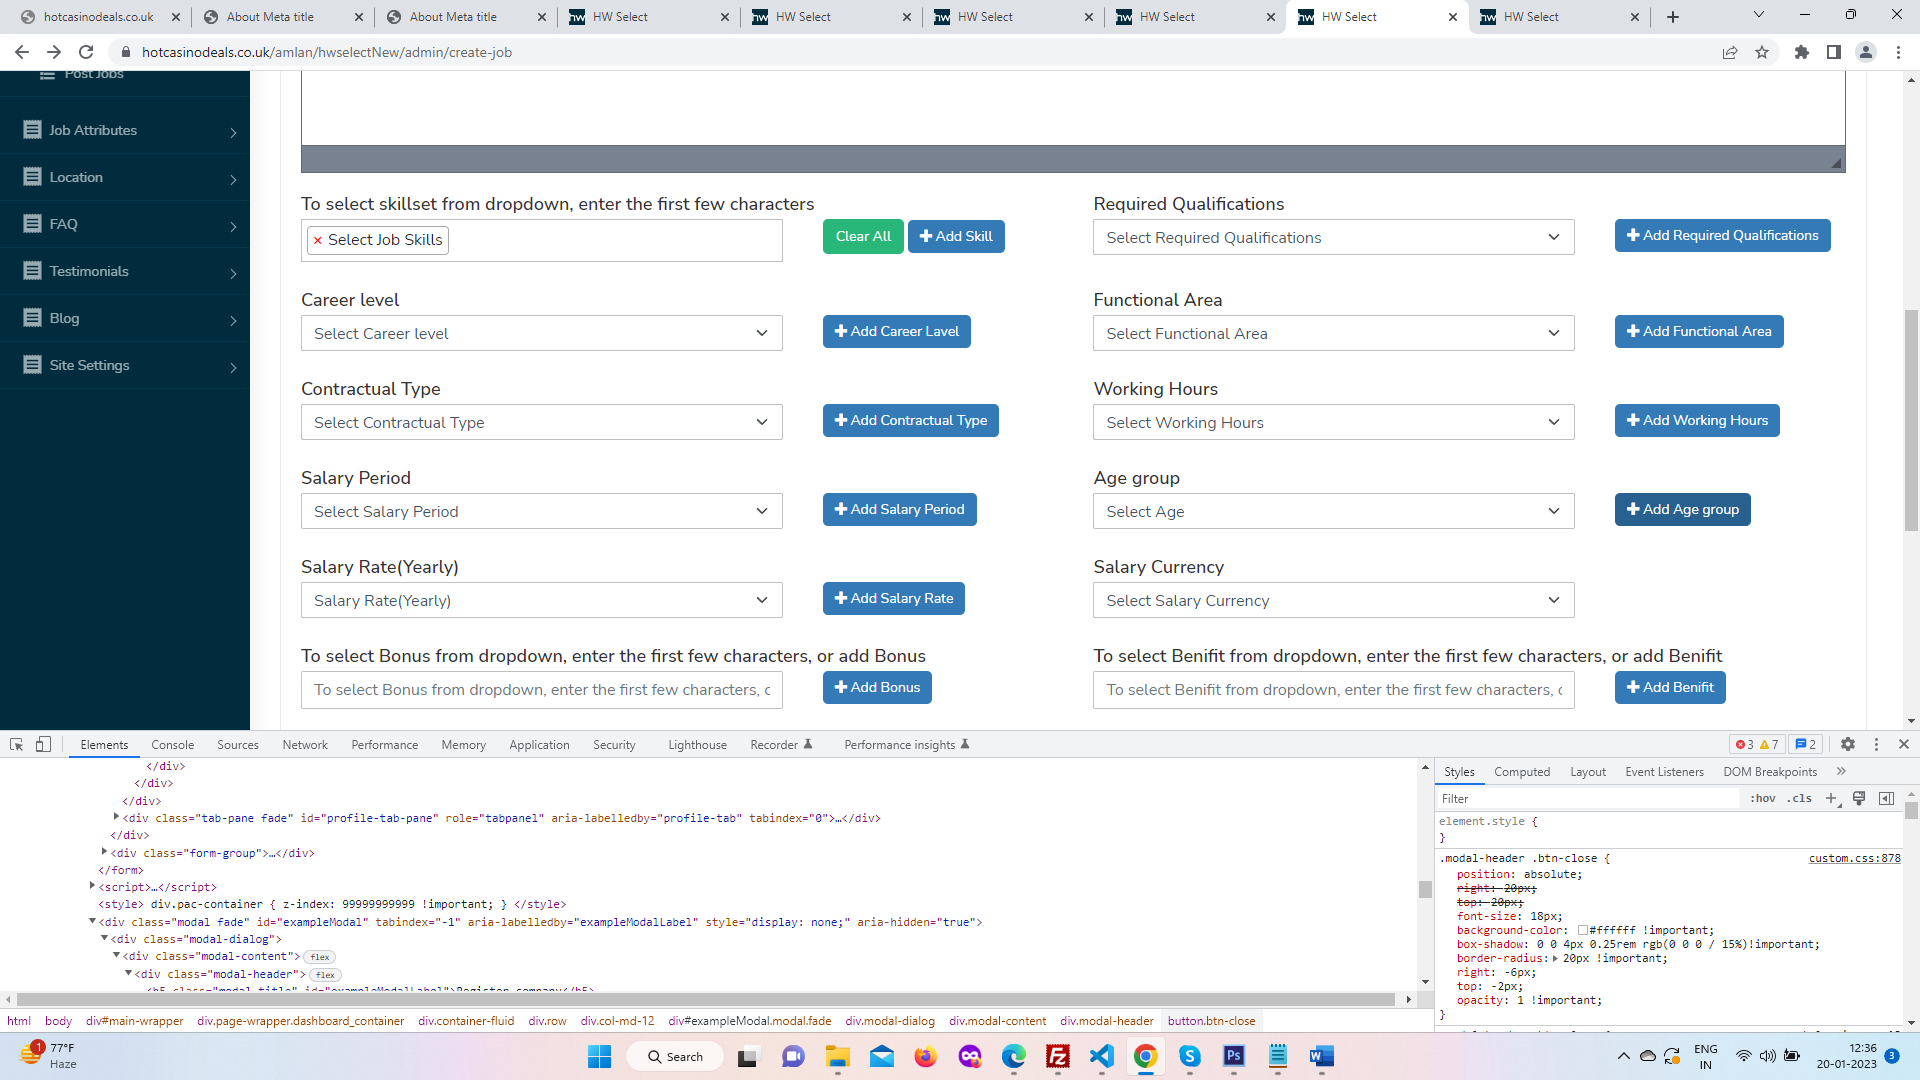 hotcasinodeals.co.uk
About Meta title
About Meta title
HW Select
HW Select
HW Select
HW Select
HW Select
HW Select
hotcasinodeals.co.uk/amlan/hwselectNew/admin/create-job
Post Jobs
Job Attributes
Location
FAQ
Testimonials
Blog
Site Settings
To select skillset from dropdown, enter the first few characters
× Select Job Skills
Clear All
Add Skill
Required Qualifications
Select Required Qualifications
Add Required Qualifications
Career level
Select Career level
Add Career Lavel
Functional Area
Select Functional Area
Add Functional Area
Contractual Type
Select Contractual Type
Add Contractual Type
Working Hours
Select Working Hours
Add Working Hours
Salary Period
Select Salary Period
Add Salary Period
Age group
Select Age
Add Age group
Salary Rate(Yearly)
Salary Rate(Yearly)
Add Salary Rate
Salary Currency
Select Salary Currency
To select Bonus from dropdown, enter the first few characters, or add Bonus
To select Bonus from dropdown, enter the first few characters, c
Add Bonus
To select Benifit from dropdown, enter the first few characters, or add Benifit
To select Benifit from dropdown, enter the first few characters, c
Add Benifit
Elements Console Sources Network Performance Memory Application Security Lighthouse Recorder Performance insights
3 7 2
</div>
</div>
</div>
<div class="tab-pane fade" id="profile-tab-pane" role="tabpanel" aria-labelledby="profile-tab" tabindex="0">…</div>
</div>
<div class="form-group">…</div>
</form>
<script>…</script>
<style> div.pac-container { z-index: 99999999999 !important; } </style>
<div class="modal fade" id="exampleModal" tabindex="-1" aria-labelledby="exampleModalLabel" style="display: none;" aria-hidden="true">
<div class="modal-dialog">
<div class="modal-content"> flex
<div class="modal-header"> flex
<h5 class="modal-title" id="exampleModalLabel">Register company</h5>
html body div#main-wrapper div.page-wrapper.dashboard_container div.container-fluid div.row div.col-md-12 div#exampleModal.modal.fade div.modal-dialog div.modal-content div.modal-header button.btn-close
Styles Computed Layout Event Listeners DOM Breakpoints
Filter :hov .cls
element.style {
}
.modal-header .btn-close { custom.css:878
position: absolute;
right: 20px;
top: 20px;
font-size: 18px;
background-color: #ffffff !important;
box-shadow: 0 0 4px 0.25rem rgb(0 0 0 / 15%)!important;
border-radius: 20px !important;
right: -6px;
top: -2px;
opacity: 1 !important;
}
1
77°F
Haze
Search
Ps
ENG
IN
12:36
20-01-2023
3